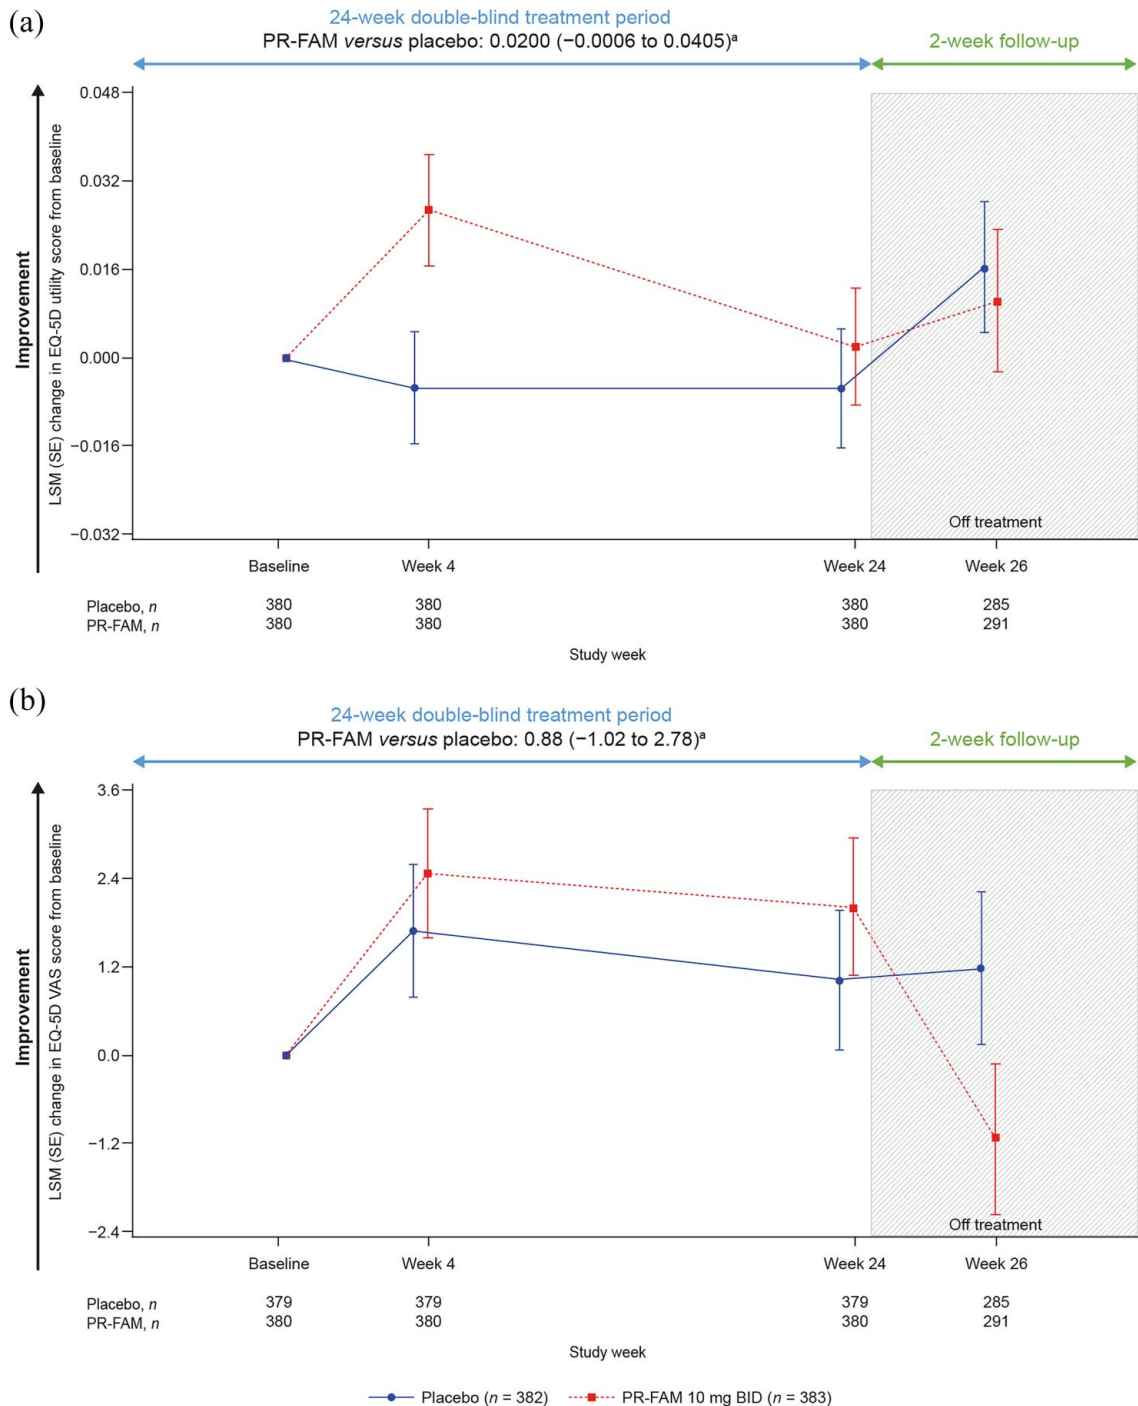 (a)
24-week double-blind treatment period
PR-FAM versus placebo: 0.0200 (−0.0006 to 0.0405)ᵃ
2-week follow-up
Improvement
LSM (SE) change in EQ-5D utility score from baseline
0.048
0.032
0.016
0.000
−0.016
−0.032
Off treatment
Baseline Week 4 Week 24 Week 26
Placebo, n 380 380 380 285
PR-FAM, n 380 380 380 291
Study week
(b)
24-week double-blind treatment period
PR-FAM versus placebo: 0.88 (−1.02 to 2.78)ᵃ
2-week follow-up
Improvement
LSM (SE) change in EQ-5D VAS score from baseline
3.6
2.4
1.2
0.0
−1.2
−2.4
Off treatment
Baseline Week 4 Week 24 Week 26
Placebo, n 379 379 379 285
PR-FAM, n 380 380 380 291
Study week
Placebo (n = 382) PR-FAM 10 mg BID (n = 383)